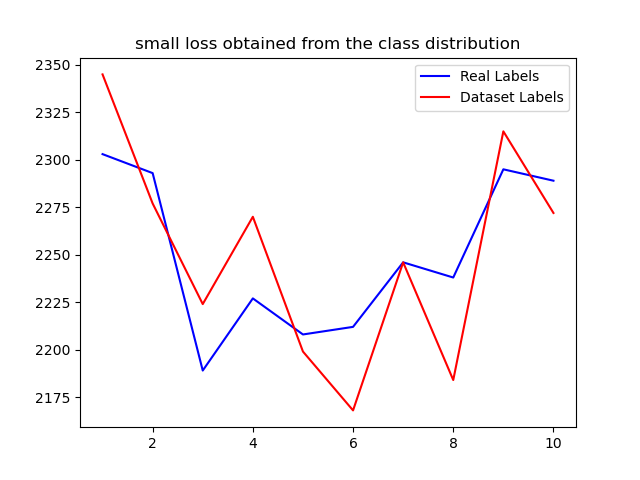 small loss obtained from the class distribution
Real Labels
Dataset Labels
2350
2325
2300
2275
2250
2225
2200
2175
2 4 6 8 10